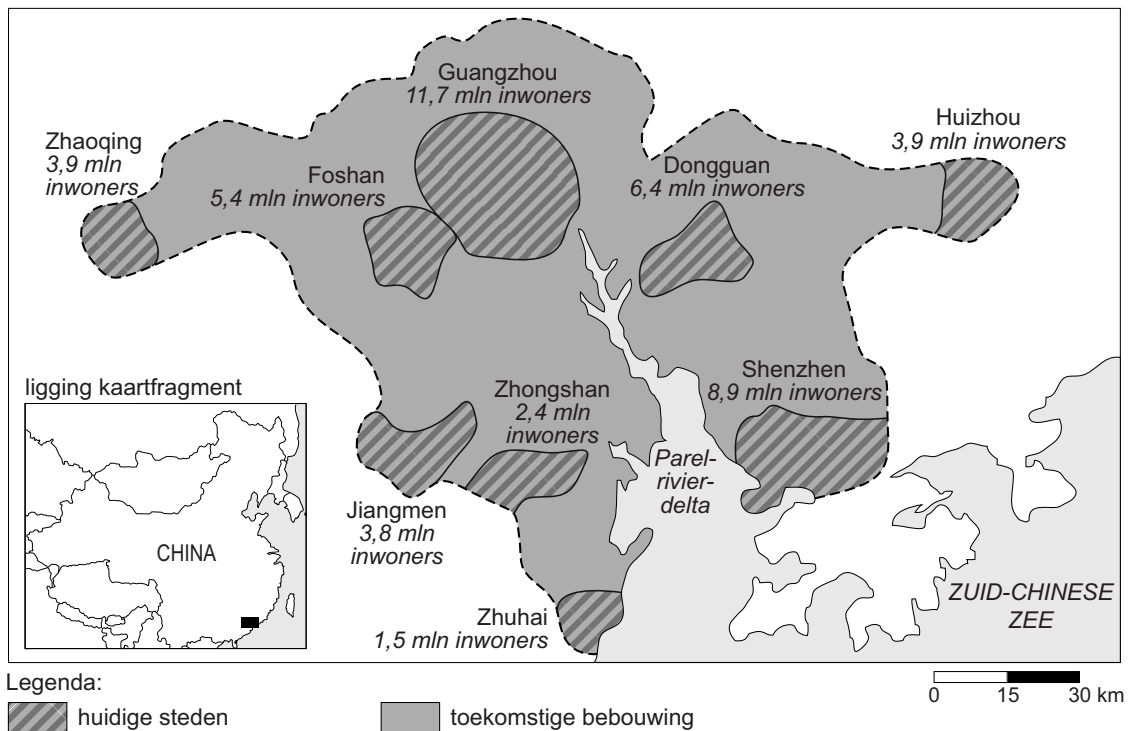 Guangzhou
11,7 mln inwoners
Zhaoqing
3,9 mln
inwoners
Foshan
5,4 mln inwoners
Dongguan
6,4 mln inwoners
Huizhou
3,9 mln inwoners
Shenzhen
8,9 mln inwoners
Zhongshan
2,4 mln
inwoners
Parel-
rivier-
delta
Jiangmen
3,8 mln
inwoners
Zhuhai
1,5 mln inwoners
ZUID-CHINESE
ZEE
ligging kaartfragment
CHINA
Legenda:
huidige steden
toekomstige bebouwing
0 15 30 km